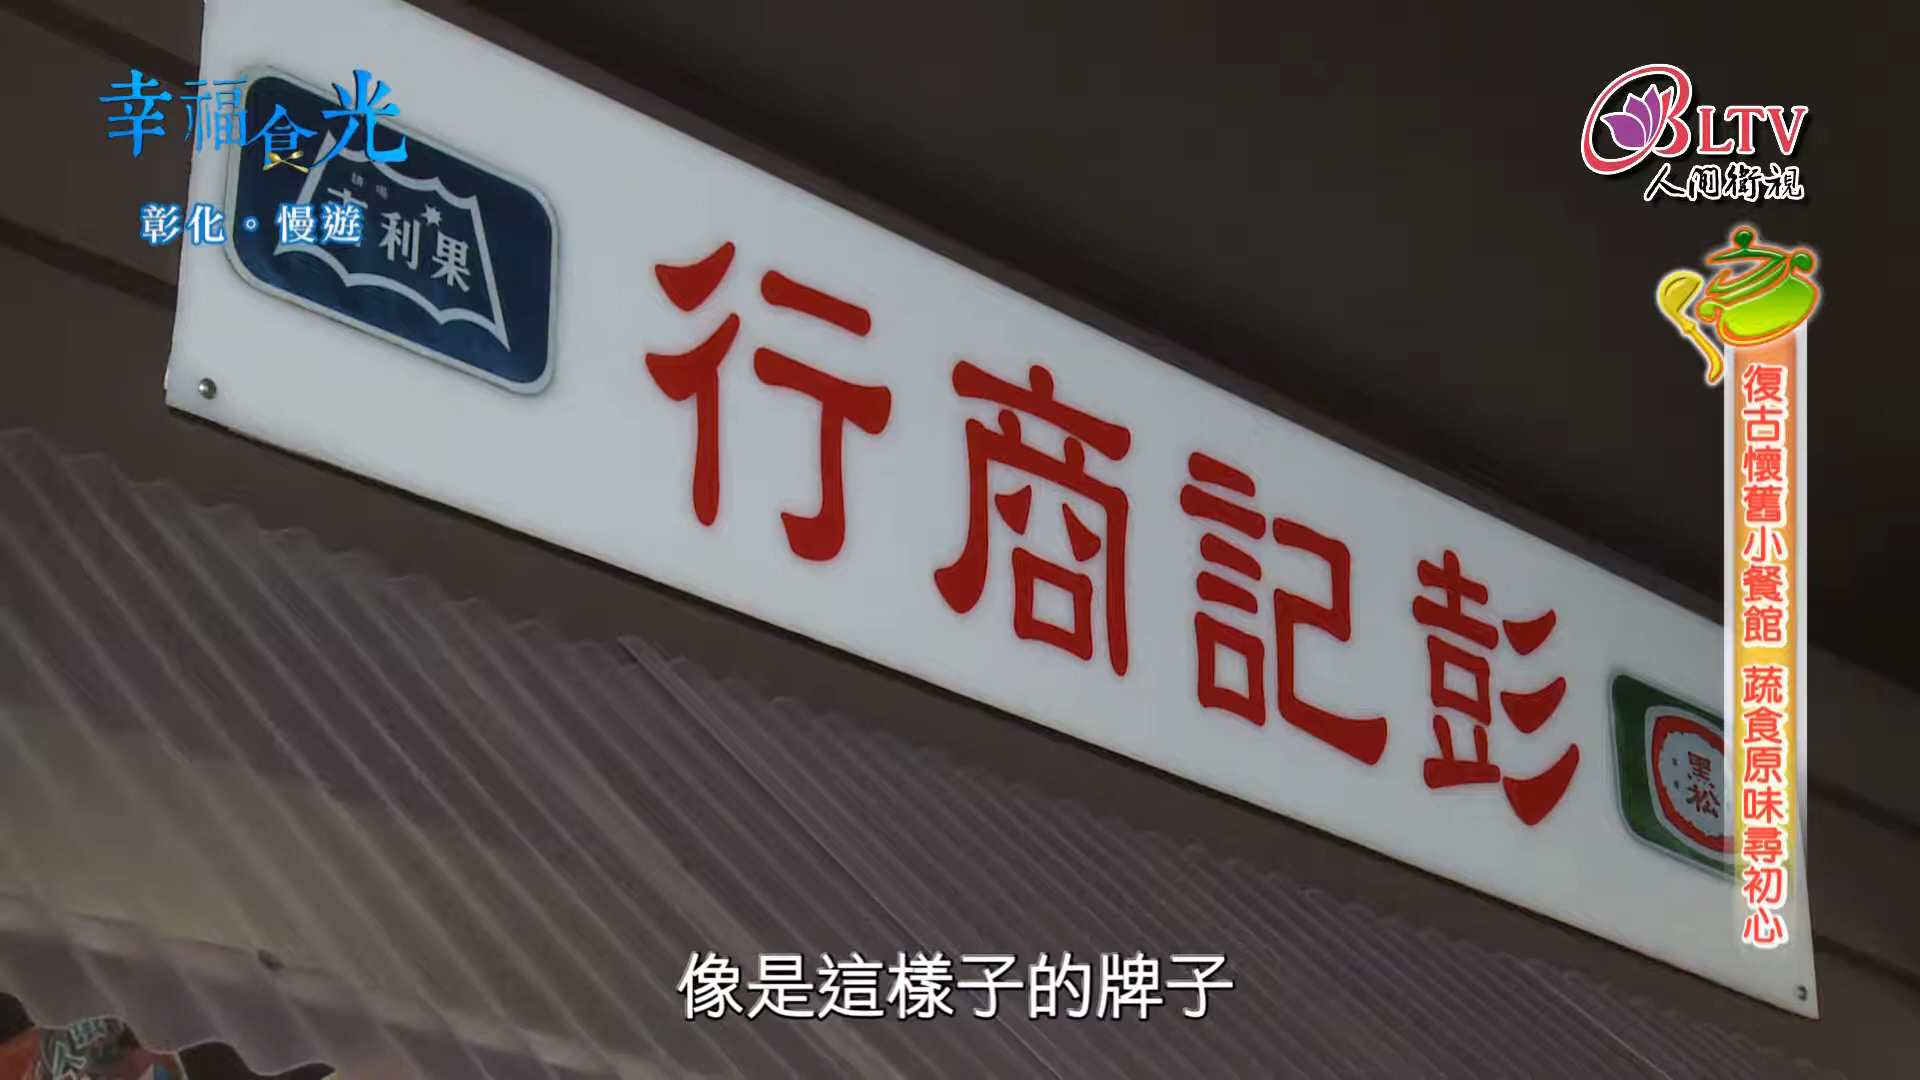 幸福食光
彰化。慢遊
BLTV
人間衛視
吉利果
彭記商行
黑松
復古懷舊小餐館 蔬食原味尋初心
像是這樣子的牌子